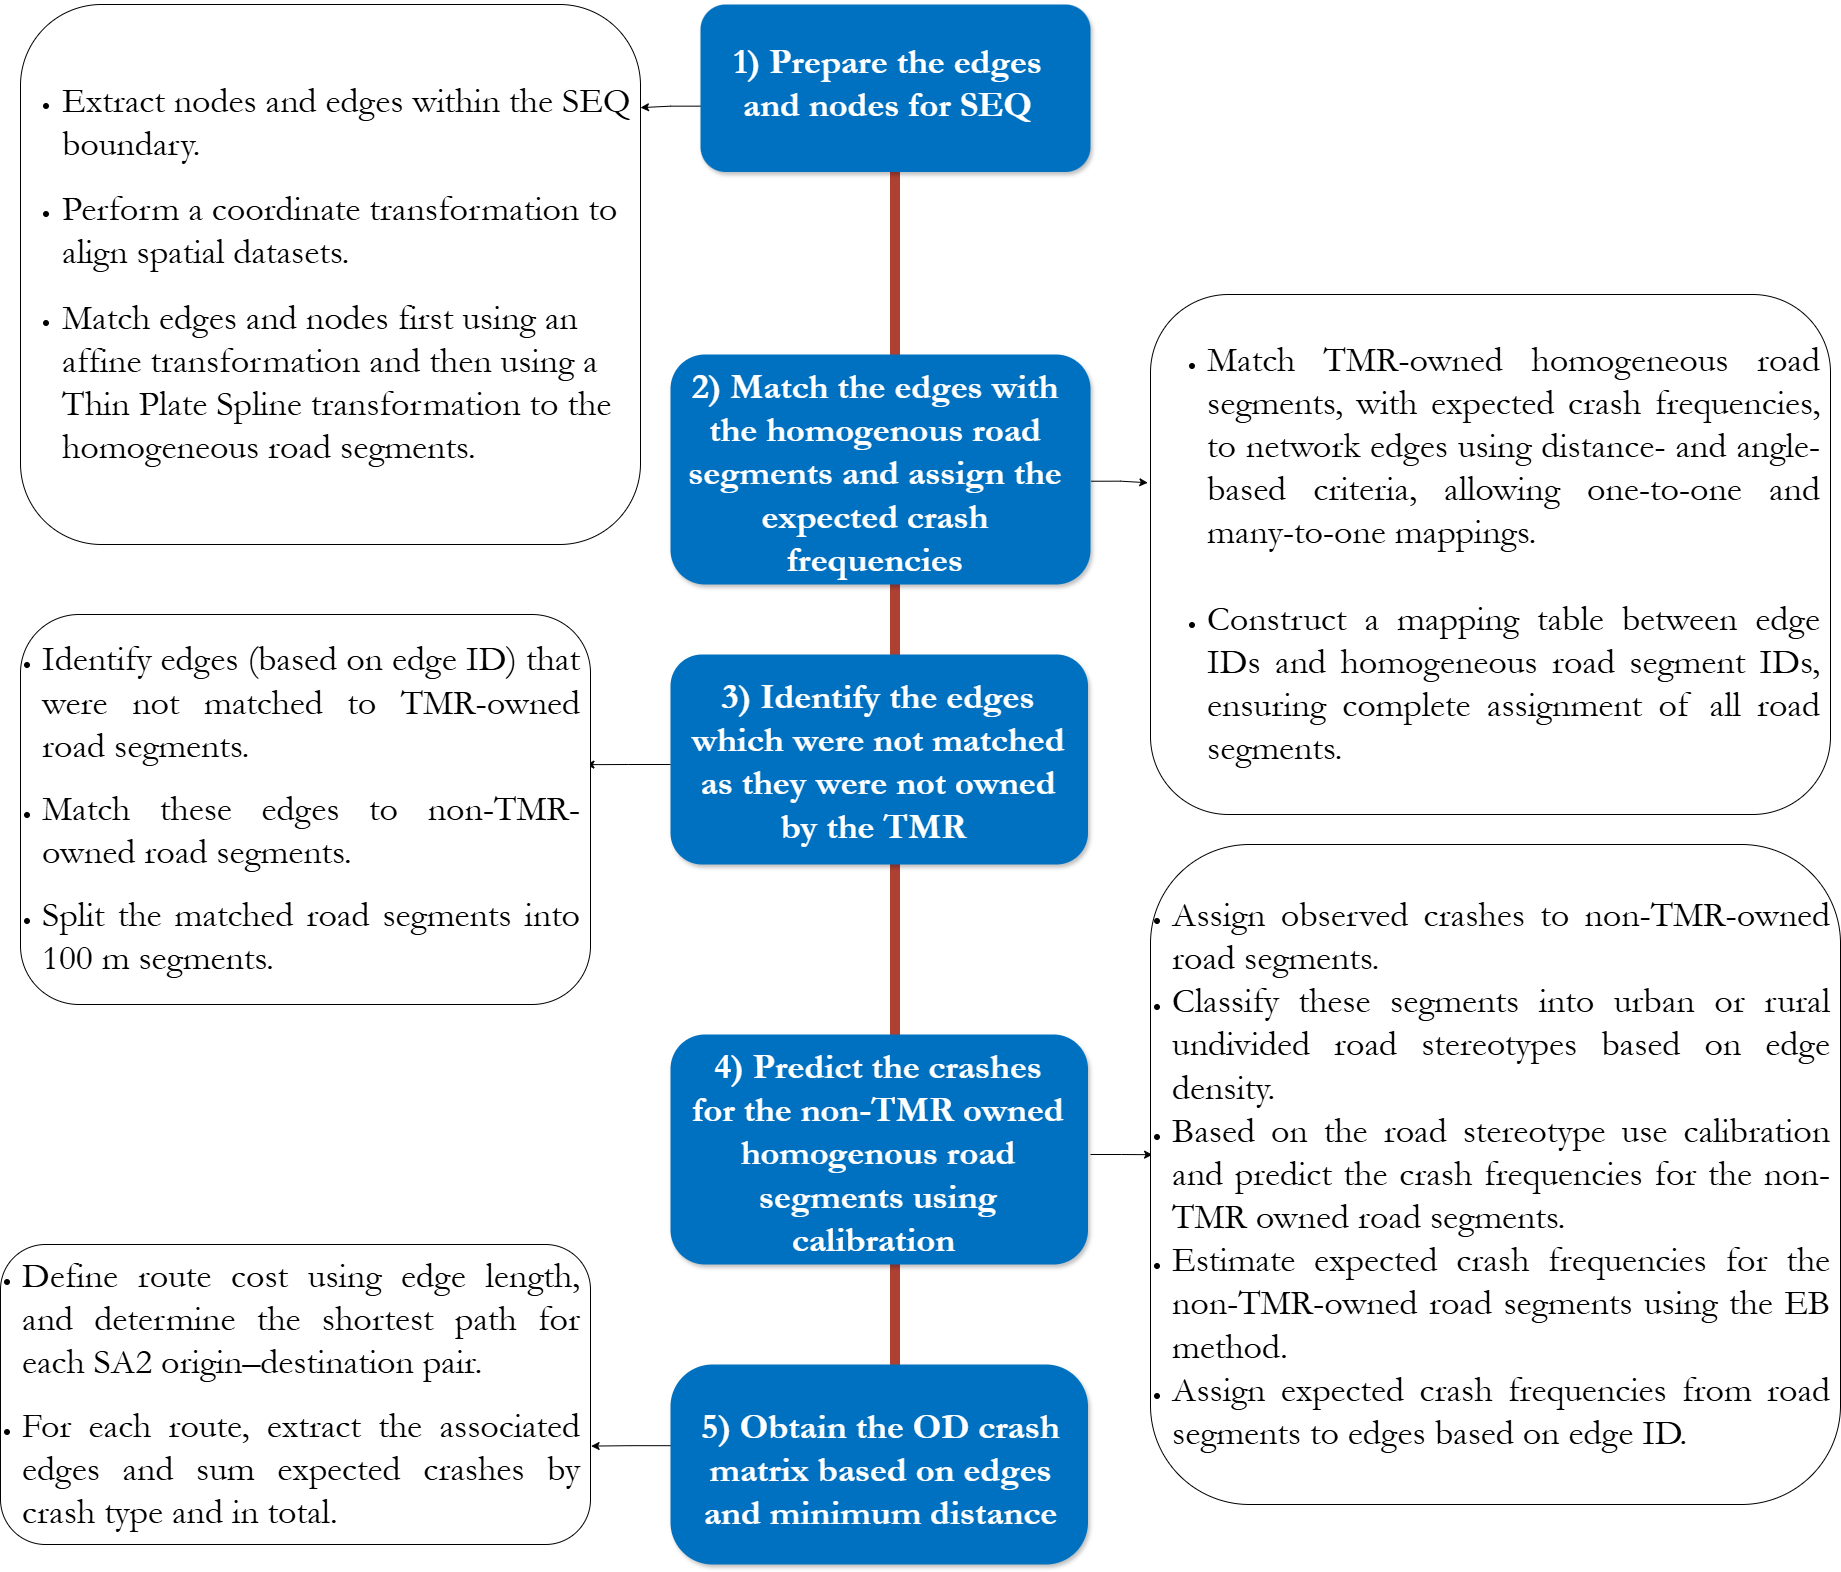 1) Prepare the edges
and nodes for SEQ
• Extract nodes and edges within the SEQ
boundary.
• Perform a coordinate transformation to
align spatial datasets.
• Match edges and nodes first using an
affine transformation and then using a
Thin Plate Spline transformation to the
homogeneous road segments.
2) Match the edges with
the homogenous road
segments and assign the
expected crash
frequencies
• Match TMR-owned homogeneous road
segments, with expected crash frequencies,
to network edges using distance- and angle-
based criteria, allowing one-to-one and
many-to-one mappings.
• Construct a mapping table between edge
IDs and homogeneous road segment IDs,
ensuring complete assignment of all road
segments.
3) Identify the edges
which were not matched
as they were not owned
by the TMR
• Identify edges (based on edge ID) that
were not matched to TMR-owned
road segments.
• Match these edges to non-TMR-
owned road segments.
• Split the matched road segments into
100 m segments.
4) Predict the crashes
for the non-TMR owned
homogenous road
segments using
calibration
• Assign observed crashes to non-TMR-owned
road segments.
• Classify these segments into urban or rural
undivided road stereotypes based on edge
density.
• Based on the road stereotype use calibration
and predict the crash frequencies for the non-
TMR owned road segments.
• Estimate expected crash frequencies for the
non-TMR-owned road segments using the EB
method.
• Assign expected crash frequencies from road
segments to edges based on edge ID.
5) Obtain the OD crash
matrix based on edges
and minimum distance
• Define route cost using edge length,
and determine the shortest path for
each SA2 origin–destination pair.
• For each route, extract the associated
edges and sum expected crashes by
crash type and in total.